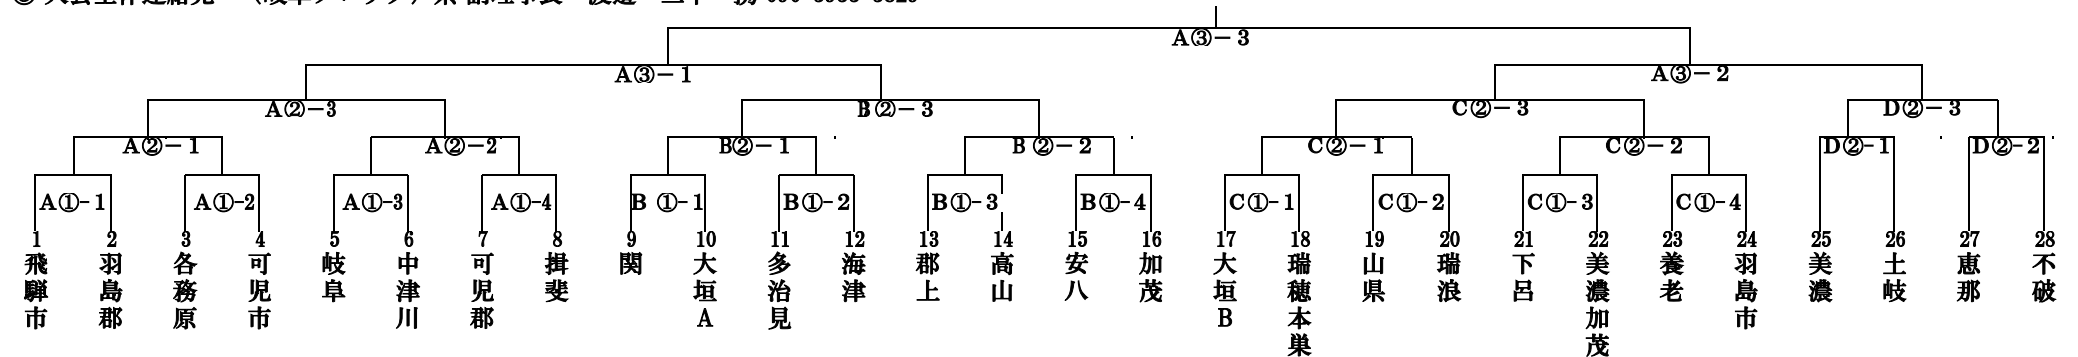 A③－3
A③－1
A③－2
A②－3
B②－3
C②－3
D②－3
A②－1
A②－2
B②－1
B②－2
C②－1
C②－2
D②－1
D②－2
A①-1
A①-2
A①-3
A①-4
B①-1
B①-2
B①-3
B①-4
C①-1
C①-2
C①-3
C①-4
1 飛騨市
2 羽島郡
3 各務原
4 可児市
5 岐阜
6 中津川
7 可児郡
8 揖斐
9 関
10 大垣A
11 多治見
12 海津
13 郡上
14 高山
15 安八
16 加茂
17 大垣B
18 瑞穂本巣
19 山県
20 瑞浪
21 下呂
22 美濃加茂
23 養老
24 羽島市
25 美濃
26 土岐
27 恵那
28 不破